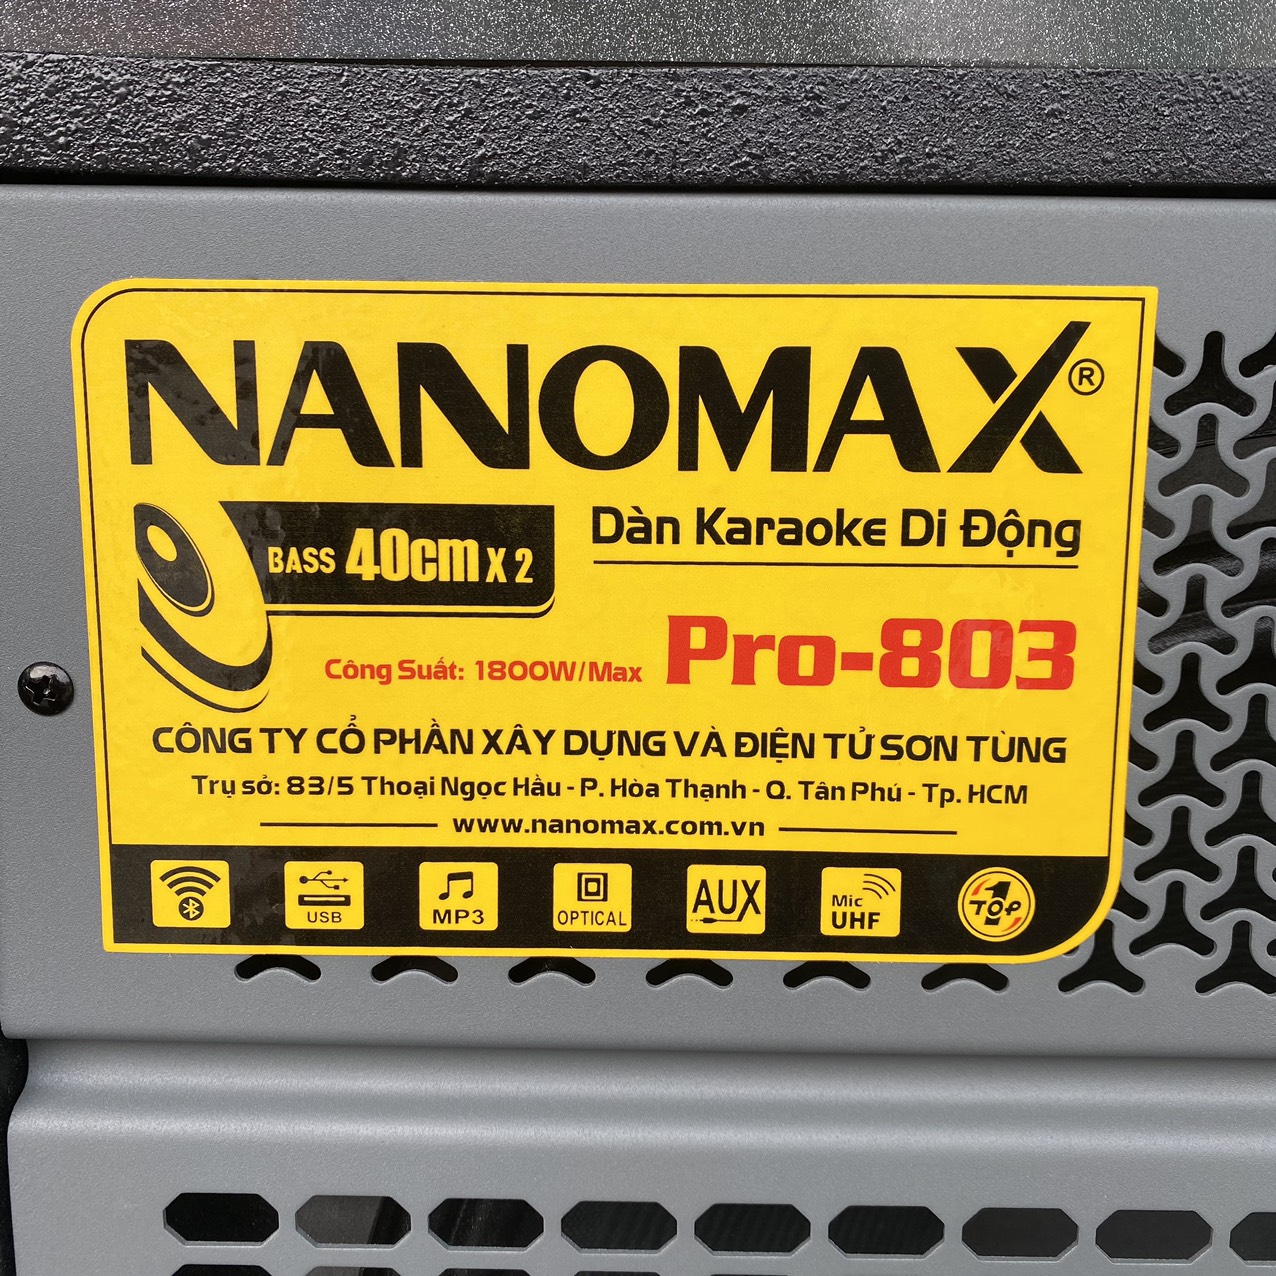 NANOMAX®
Dàn Karaoke Di Động
BASS 40cm X 2
Pro-803
Công Suất: 1800W/Max
CÔNG TY CỔ PHẦN XÂY DỰNG VÀ ĐIỆN TỬ SƠN TÙNG
Trụ sở: 83/5 Thoại Ngọc Hầu - P. Hòa Thạnh - Q. Tân Phú - Tp. HCM
www.nanomax.com.vn
USB
MP3
OPTICAL
AUX
Mic
UHF
1
TOP